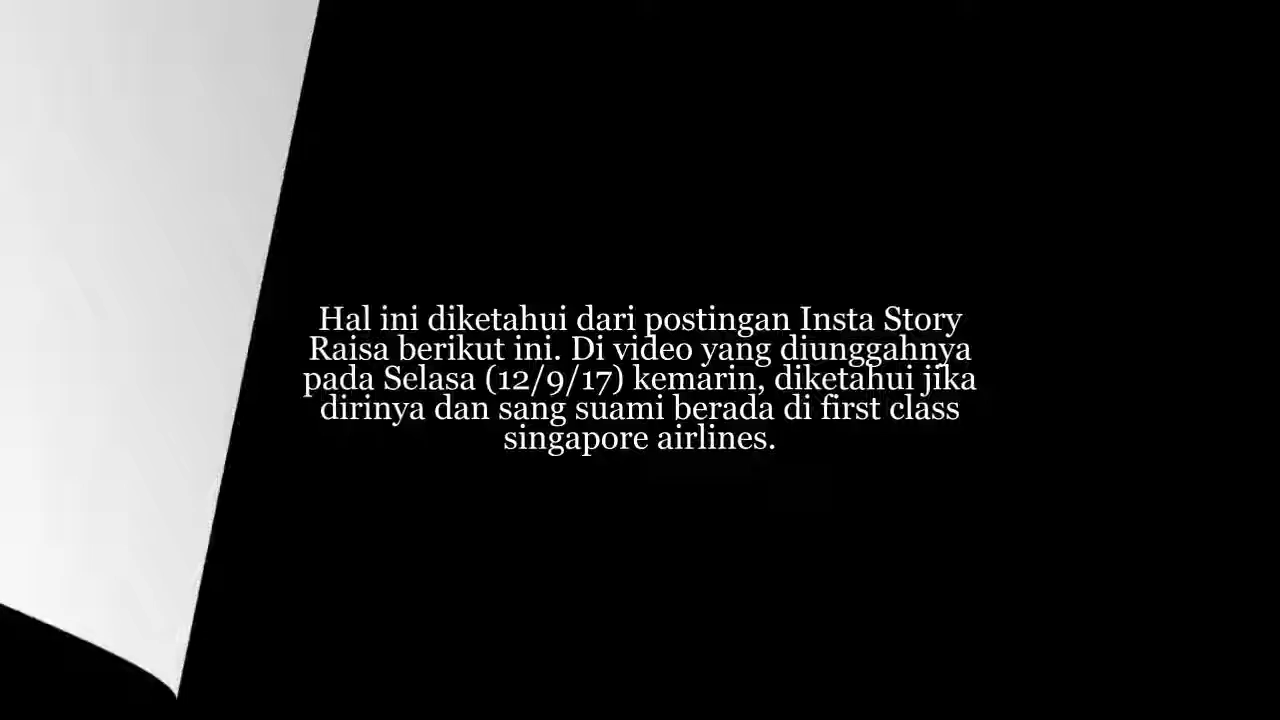 Hal ini diketahui dari postingan Insta Story
Raisa berikut ini. Di video yang diunggahnya
pada Selasa (12/9/17) kemarin, diketahui jika
dirinya dan sang suami berada di first class
singapore airlines.